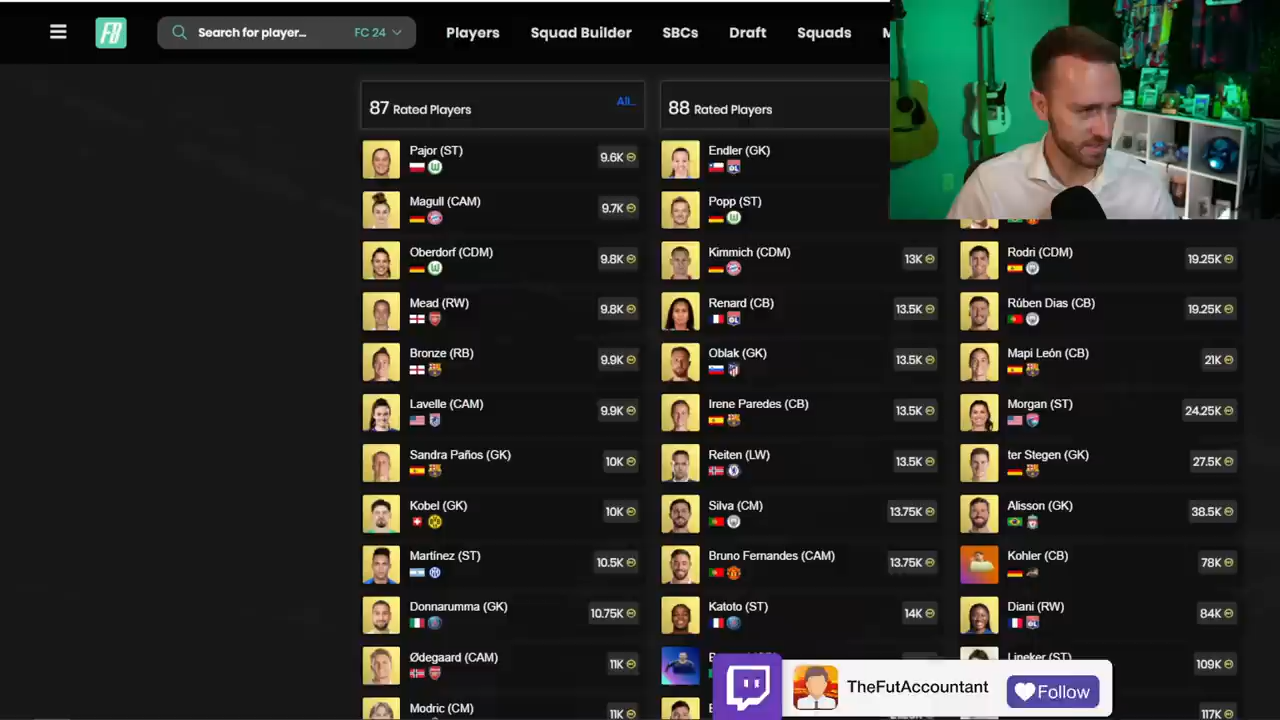 FB
Search for player...
FC 24
Players
Squad Builder
SBCs
Draft
Squads
M
87 Rated Players
All..
Pajor (ST)
9.6K
Magull (CAM)
9.7K
Oberdorf (CDM)
9.8K
Mead (RW)
9.8K
Bronze (RB)
9.9K
Lavelle (CAM)
9.9K
Sandra Paños (GK)
10K
Kobel (GK)
10K
Martínez (ST)
10.5K
Donnarumma (GK)
10.75K
Ødegaard (CAM)
11K
Modric (CM)
11K
88 Rated Players
Endler (GK)
Popp (ST)
Kimmich (CDM)
13K
Renard (CB)
13.5K
Oblak (GK)
13.5K
Irene Paredes (CB)
13.5K
Reiten (LW)
13.5K
Silva (CM)
13.75K
Bruno Fernandes (CAM)
13.75K
Katoto (ST)
14K
Rodri (CDM)
19.25K
Rúben Dias (CB)
19.25K
Mapi León (CB)
21K
Morgan (ST)
24.25K
ter Stegen (GK)
27.5K
Alisson (GK)
38.5K
Kohler (CB)
78K
Diani (RW)
84K
Lineker (ST)
109K
117K
TheFutAccountant
Follow